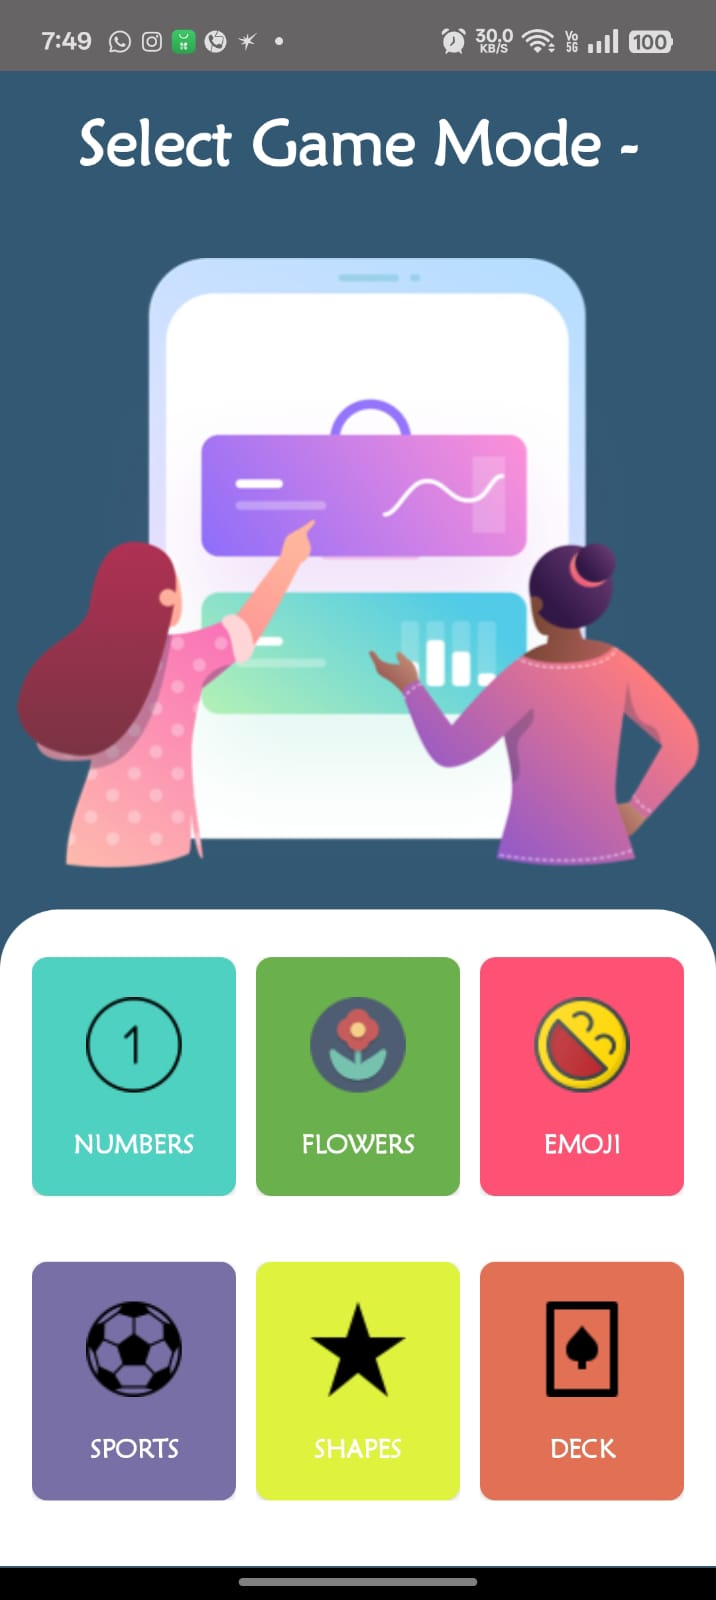 7:49 30.0 KB/S Vo 5G 100
Select Game Mode -
1
NUMBERS FLOWERS EMOJI
SPORTS SHAPES DECK